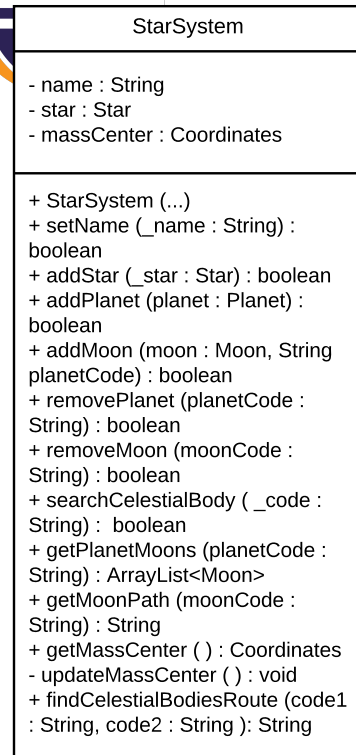 StarSystem
- name : String
- star : Star
- massCenter : Coordinates
+ StarSystem (...)
+ setName (_name : String) :
boolean
+ addStar (_star : Star) : boolean
+ addPlanet (planet : Planet) :
boolean
+ addMoon (moon : Moon, String
planetCode) : boolean
+ removePlanet (planetCode :
String) : boolean
+ removeMoon (moonCode :
String) : boolean
+ searchCelestialBody ( _code :
String) :  boolean
+ getPlanetMoons (planetCode :
String) : ArrayList<Moon>
+ getMoonPath (moonCode :
String) : String
+ getMassCenter ( ) : Coordinates
- updateMassCenter ( ) : void
+ findCelestialBodiesRoute (code1
: String, code2 : String ): String